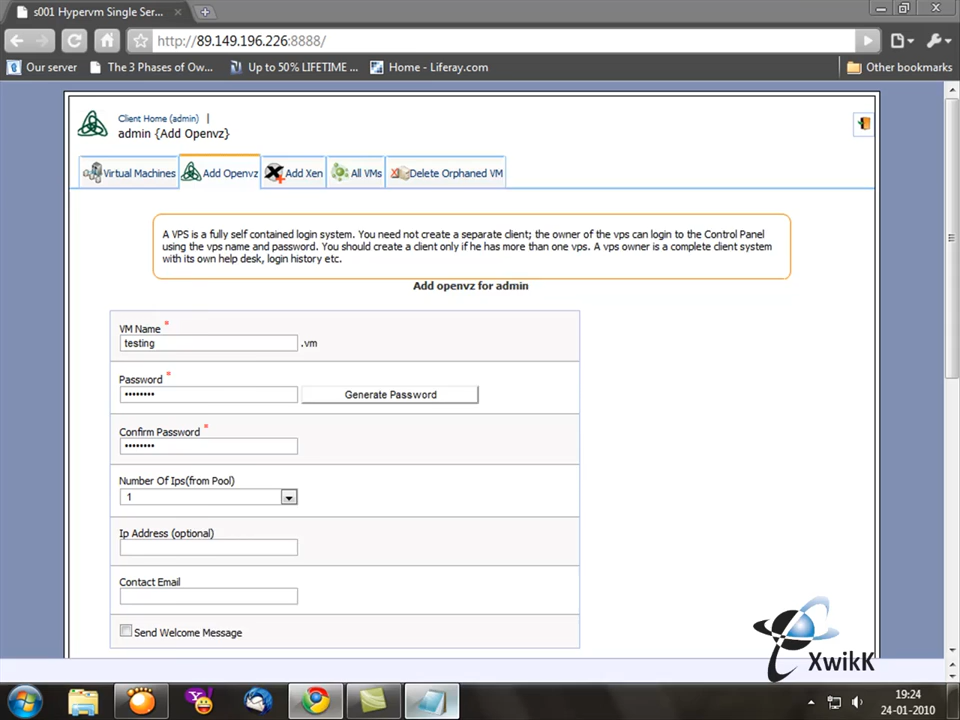 s001 Hypervm Single Ser...
http://89.149.196.226:8888/
Our server
The 3 Phases of Ow...
Up to 50% LIFETIME ...
Home - Liferay.com
Other bookmarks
Client Home (admin) |
admin {Add Openvz}
Virtual Machines
Add Openvz
Add Xen
All VMs
Delete Orphaned VM
A VPS is a fully self contained login system. You need not create a separate client; the owner of the vps can login to the Control Panel
using the vps name and password. You should create a client only if he has more than one vps. A vps owner is a complete client system
with its own help desk, login history etc.
Add openvz for admin
VM Name *
testing .vm
Password *
•••••••• Generate Password
Confirm Password *
••••••••
Number Of Ips(from Pool)
1
Ip Address (optional)
Contact Email
Send Welcome Message
XwikK
19:24
24-01-2010